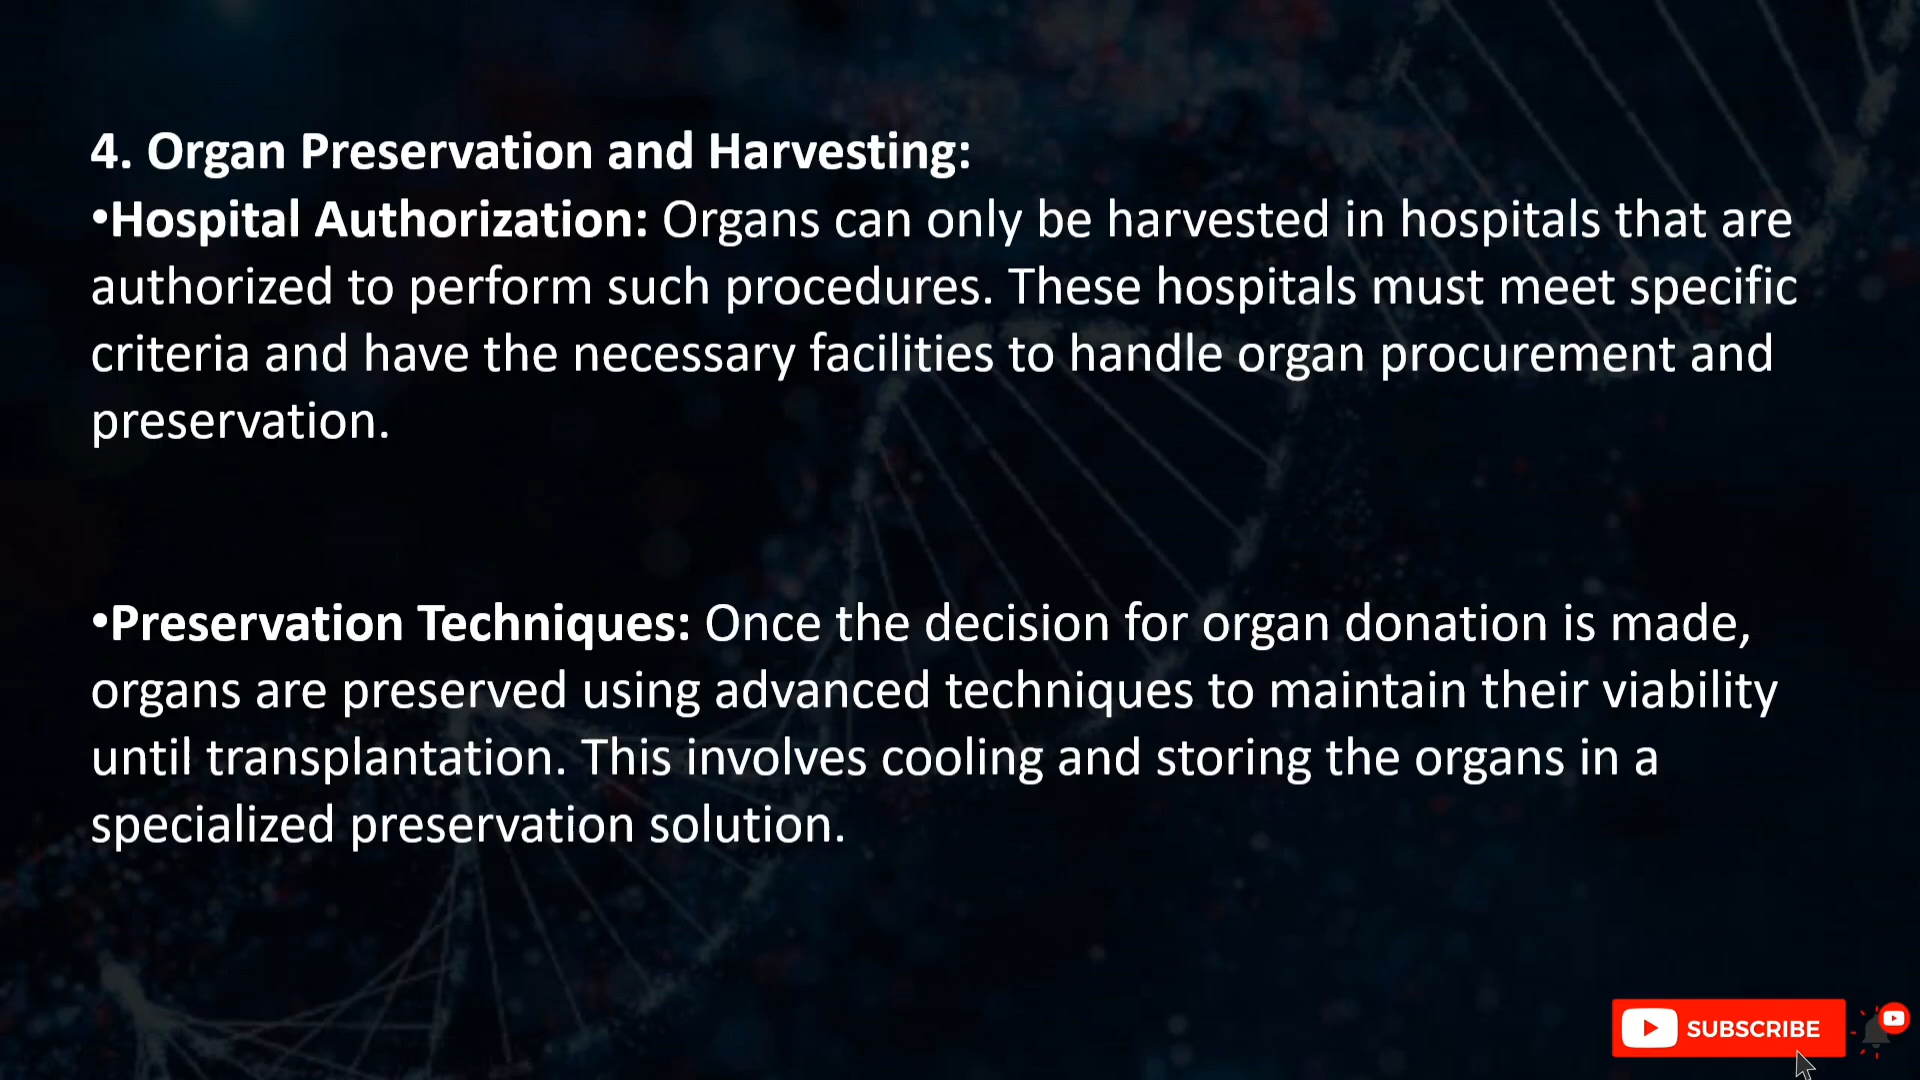 4. Organ Preservation and Harvesting:
•Hospital Authorization: Organs can only be harvested in hospitals that are
authorized to perform such procedures. These hospitals must meet specific
criteria and have the necessary facilities to handle organ procurement and
preservation.
•Preservation Techniques: Once the decision for organ donation is made,
organs are preserved using advanced techniques to maintain their viability
until transplantation. This involves cooling and storing the organs in a
specialized preservation solution.
SUBSCRIBE